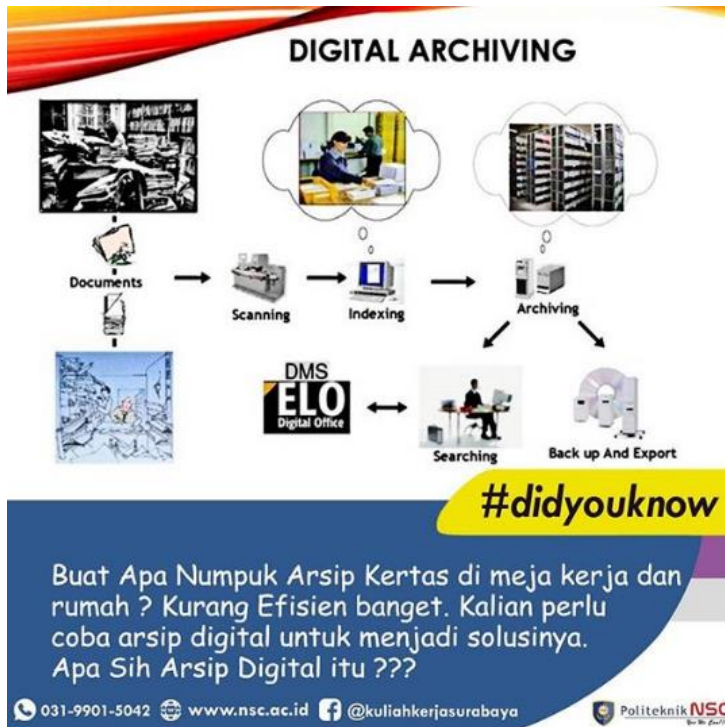 DIGITAL ARCHIVING
Documents
Scanning
Indexing
Archiving
DMS
ELO
Digital Office
Searching
Back up And Export
#didyouknow
Buat Apa Numpuk Arsip Kertas di meja kerja dan
rumah ? Kurang Efisien banget. Kalian perlu
coba arsip digital untuk menjadi solusinya.
Apa Sih Arsip Digital itu ???
031-9901-5042 www.nsc.ac.id @kuliahkerjasurabaya
Politeknik NSC